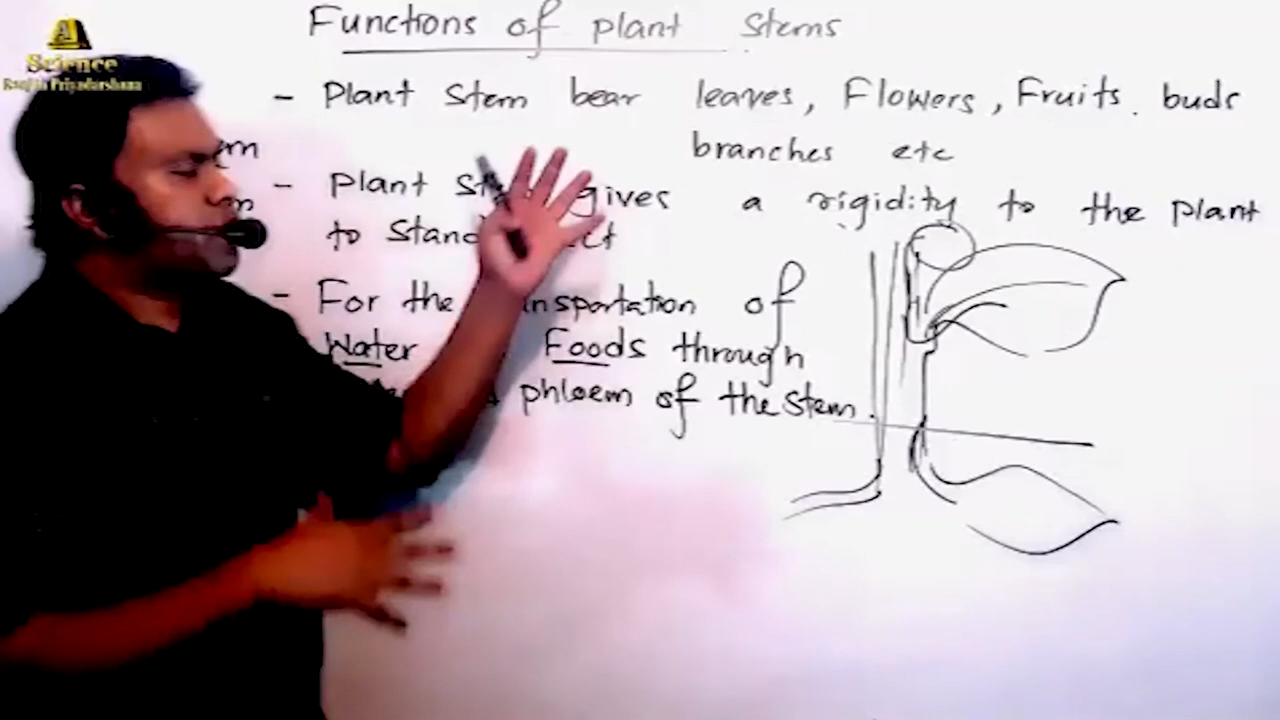 A
Science
Functions of plant stems
- Plant stem bear leaves, Flowers, Fruits. buds
branches etc
- Plant gives a rigidity to the plant
to
- For the of
Water Foods through
phloem of the stem.